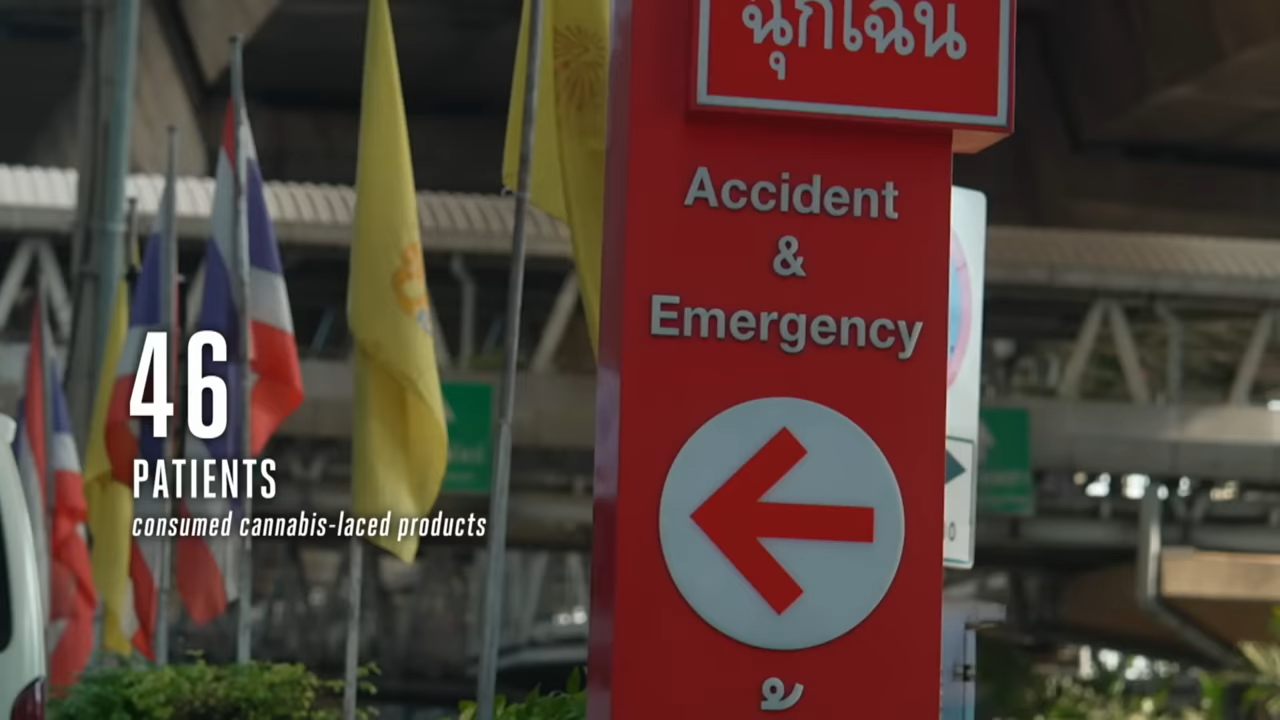 ฉุกเฉิน
Accident
&
Emergency
46
PATIENTS
consumed cannabis-laced products